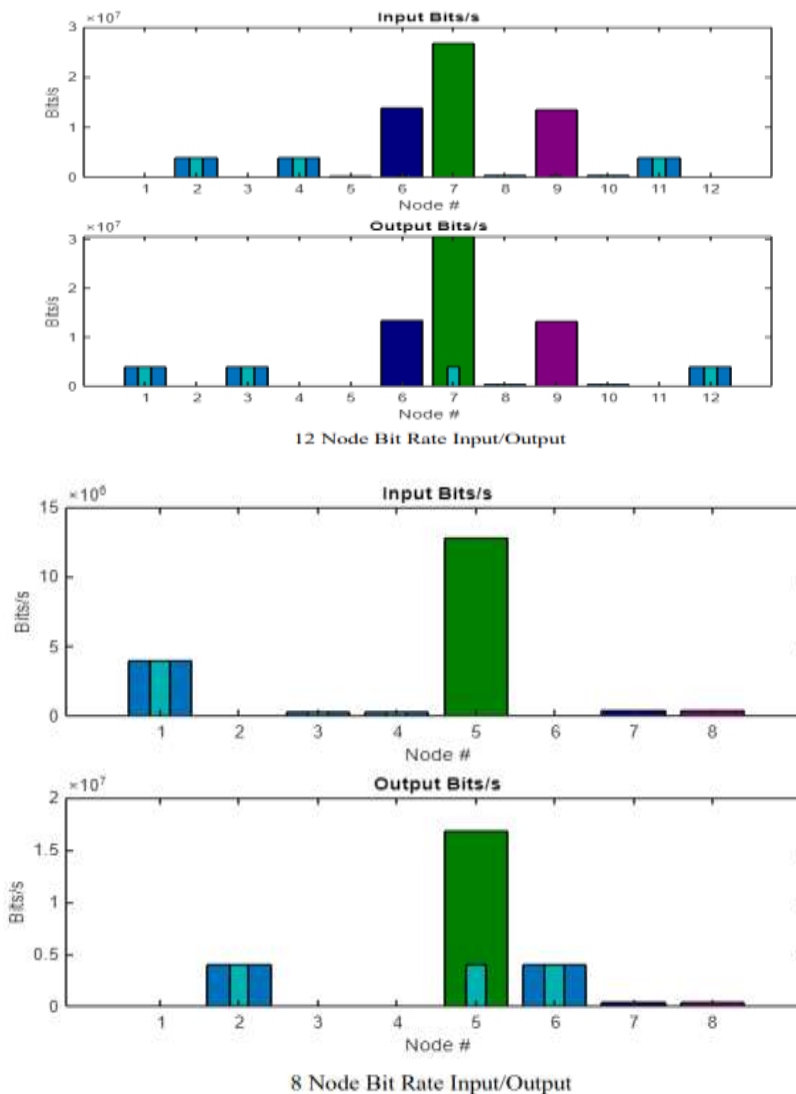 Input Bits/s
×10⁷
3
2
1
0
Bits/s
1 2 3 4 5 6 7 8 9 10 11 12
Node #
Output Bits/s
×10⁷
3
2
1
0
Bits/s
1 2 3 4 5 6 7 8 9 10 11 12
Node #
12 Node Bit Rate Input/Output
Input Bits/s
×10⁶
15
10
5
0
Bits/s
1 2 3 4 5 6 7 8
Node #
Output Bits/s
×10⁷
2
1.5
1
0.5
0
Bits/s
1 2 3 4 5 6 7 8
Node #
8 Node Bit Rate Input/Output